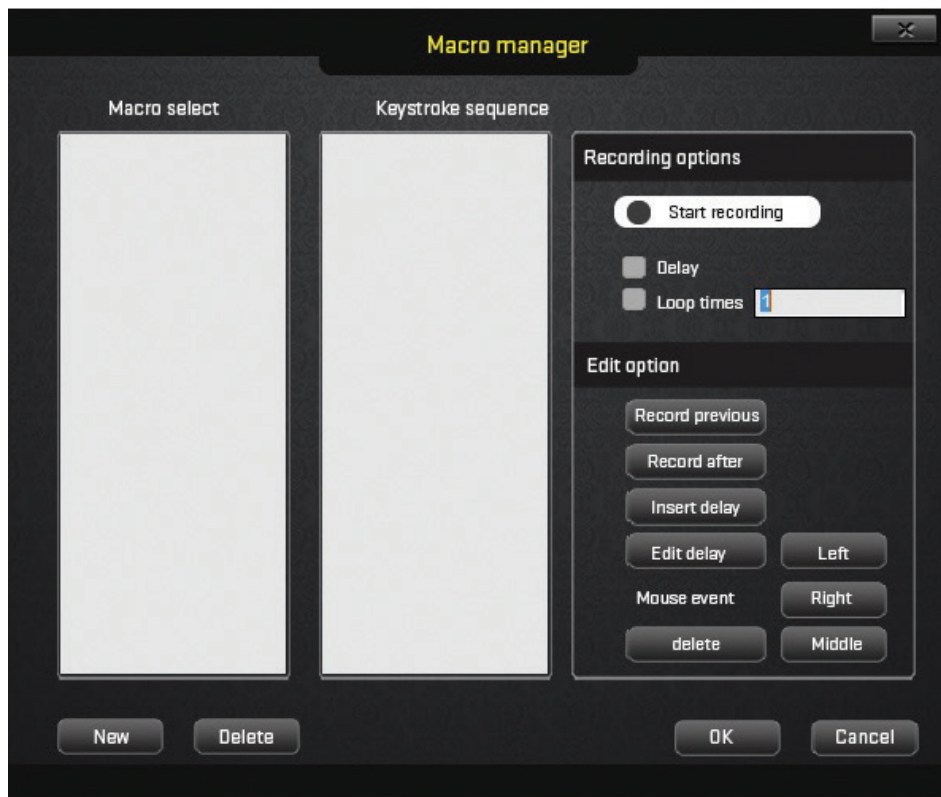 Macro manager
Macro select
Keystroke sequence
Recording options
Start recording
Delay
Loop times 1
Edit option
Record previous
Record after
Insert delay
Edit delay Left
Mouse event Right
delete Middle
New Delete OK Cancel